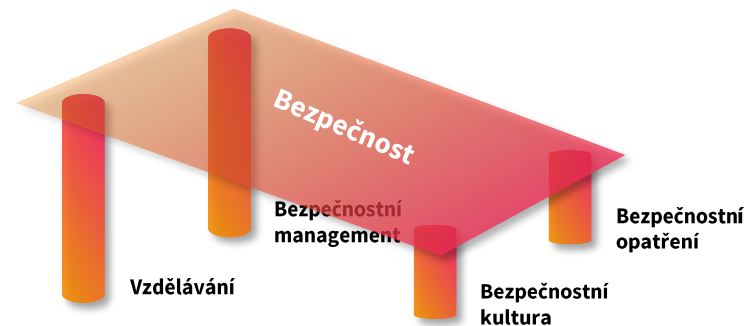 Bezpečnost
Bezpečnostní
management
Bezpečnostní
opatření
Vzdělávání
Bezpečnostní
kultura